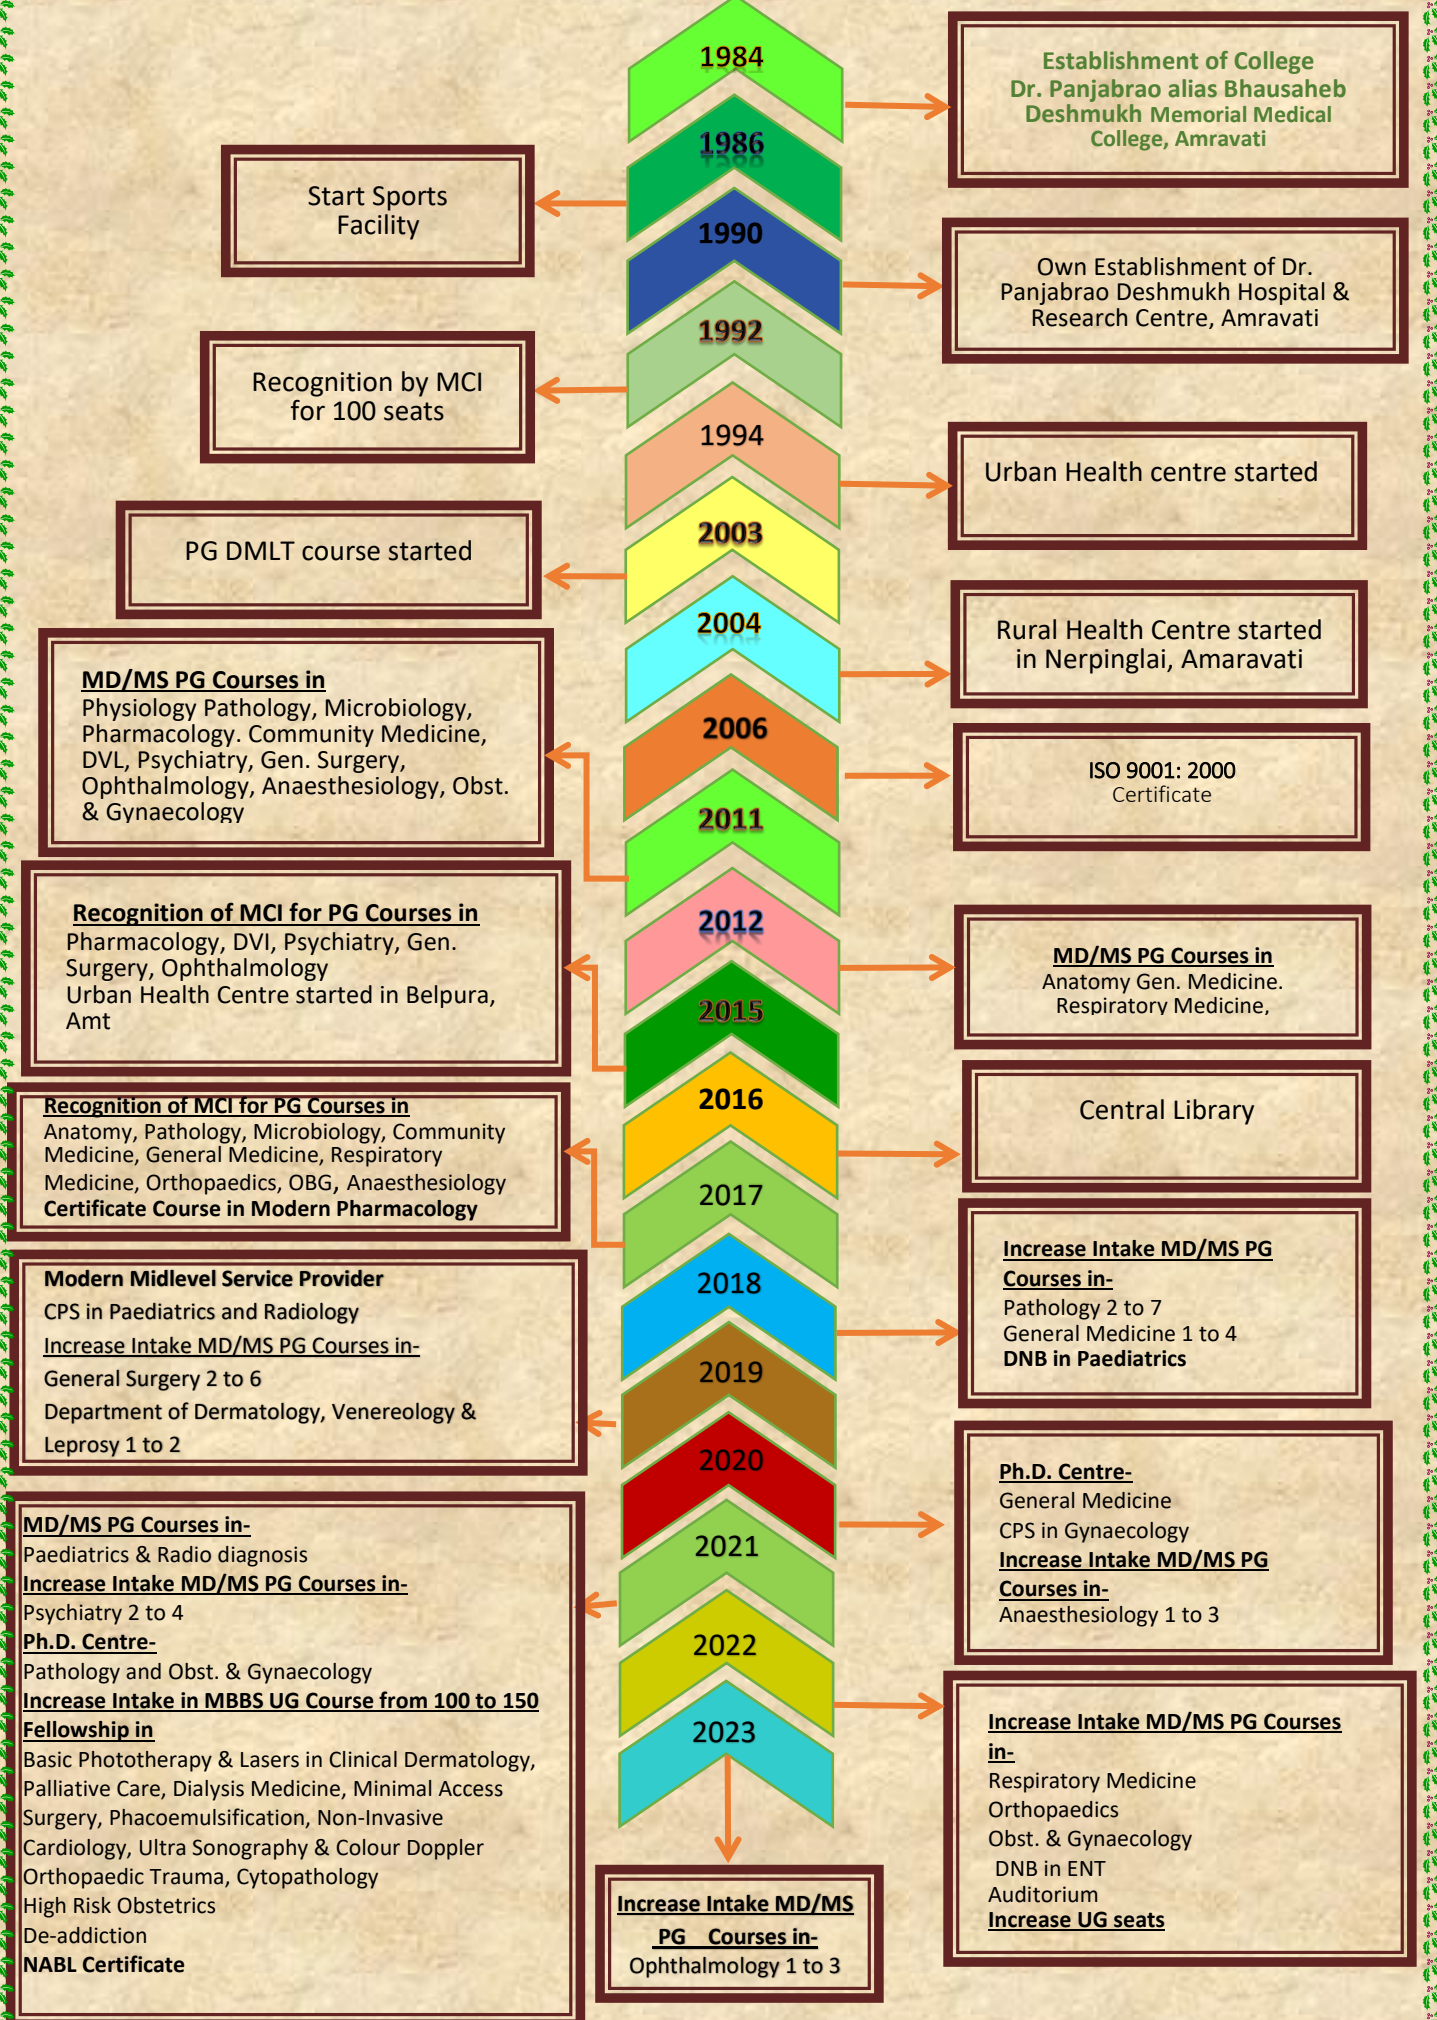 1984
Establishment of College
Dr. Panjabrao alias Bhausaheb
Deshmukh Memorial Medical
College, Amravati
1986
Start Sports
Facility
1990
Own Establishment of Dr.
Panjabrao Deshmukh Hospital &
Research Centre, Amravati
1992
Recognition by MCI
for 100 seats
1994
Urban Health centre started
2003
PG DMLT course started
2004
Rural Health Centre started
in Nerpinglai, Amaravati
2006
ISO 9001: 2000
Certificate
2011
MD/MS PG Courses in
Physiology Pathology, Microbiology,
Pharmacology. Community Medicine,
DVL, Psychiatry, Gen. Surgery,
Ophthalmology, Anaesthesiology, Obst.
& Gynaecology
2012
MD/MS PG Courses in
Anatomy Gen. Medicine.
Respiratory Medicine,
2015
Recognition of MCI for PG Courses in
Pharmacology, DVI, Psychiatry, Gen.
Surgery, Ophthalmology
Urban Health Centre started in Belpura,
Amt
2016
Central Library
2017
Recognition of MCI for PG Courses in
Anatomy, Pathology, Microbiology, Community
Medicine, General Medicine, Respiratory
Medicine, Orthopaedics, OBG, Anaesthesiology
Certificate Course in Modern Pharmacology
2018
Increase Intake MD/MS PG
Courses in-
Pathology 2 to 7
General Medicine 1 to 4
DNB in Paediatrics
2019
Modern Midlevel Service Provider
CPS in Paediatrics and Radiology
Increase Intake MD/MS PG Courses in-
General Surgery 2 to 6
Department of Dermatology, Venereology &
Leprosy 1 to 2
2020
Ph.D. Centre-
General Medicine
CPS in Gynaecology
Increase Intake MD/MS PG
Courses in-
Anaesthesiology 1 to 3
2021
MD/MS PG Courses in-
Paediatrics & Radio diagnosis
Increase Intake MD/MS PG Courses in-
Psychiatry 2 to 4
Ph.D. Centre-
Pathology and Obst. & Gynaecology
Increase Intake in MBBS UG Course from 100 to 150
Fellowship in
Basic Phototherapy & Lasers in Clinical Dermatology,
Palliative Care, Dialysis Medicine, Minimal Access
Surgery, Phacoemulsification, Non-Invasive
Cardiology, Ultra Sonography & Colour Doppler
Orthopaedic Trauma, Cytopathology
High Risk Obstetrics
De-addiction
NABL Certificate
2022
Increase Intake MD/MS PG Courses
in-
Respiratory Medicine
Orthopaedics
Obst. & Gynaecology
DNB in ENT
Auditorium
Increase UG seats
2023
Increase Intake MD/MS
PG Courses in-
Ophthalmology 1 to 3